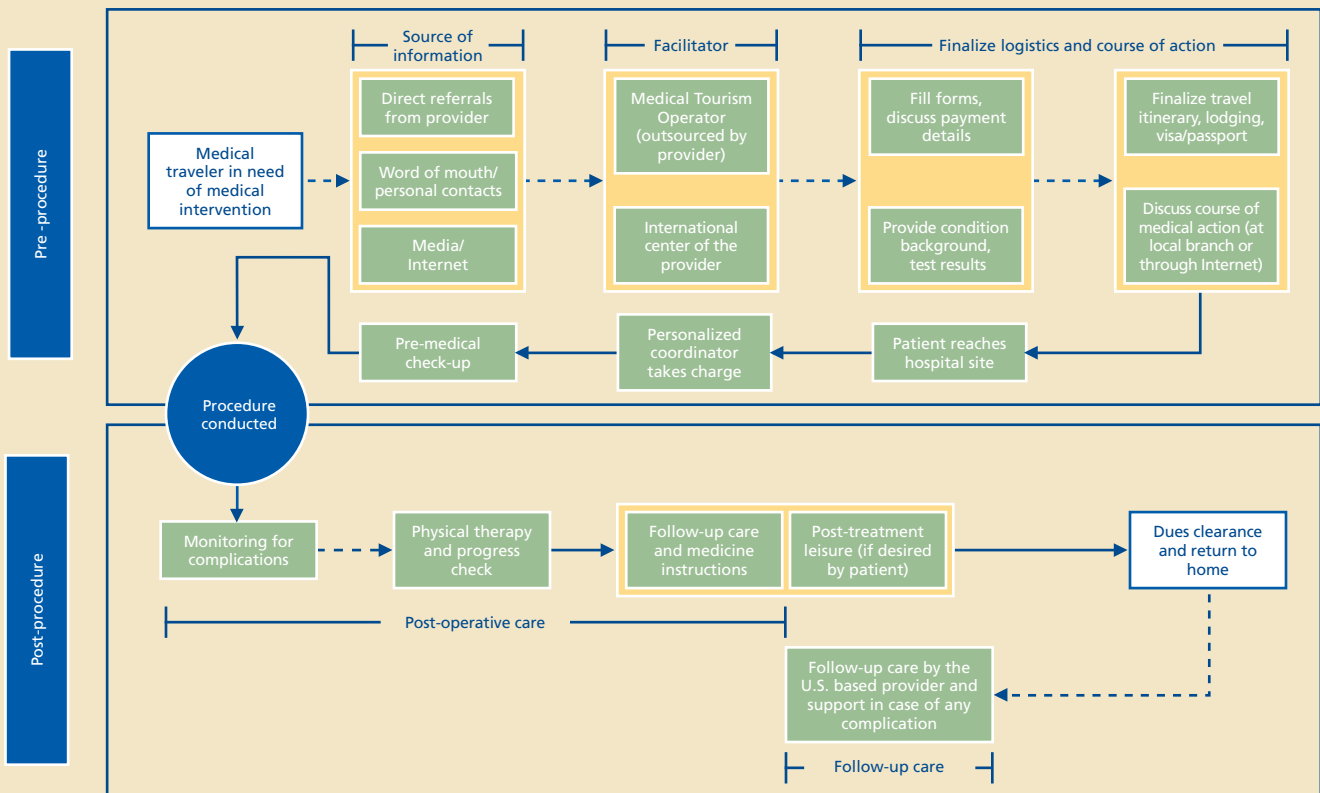 Pre -procedure
Source of
information
Facilitator
Finalize logistics and course of action
Medical
traveler in need
of medical
intervention
Direct referrals
from provider
Word of mouth/
personal contacts
Media/
Internet
Medical Tourism
Operator
(outsourced by
provider)
International
center of the
provider
Fill forms,
discuss payment
details
Provide condition
background,
test results
Finalize travel
itinerary, lodging,
visa/passport
Discuss course of
medical action (at
local branch or
through Internet)
Patient reaches
hospital site
Personalized
coordinator
takes charge
Pre-medical
check-up
Procedure
conducted
Post-procedure
Monitoring for
complications
Physical therapy
and progress
check
Follow-up care
and medicine
instructions
Post-treatment
leisure (if desired
by patient)
Dues clearance
and return to
home
Post-operative care
Follow-up care by the
U.S. based provider and
support in case of any
complication
Follow-up care